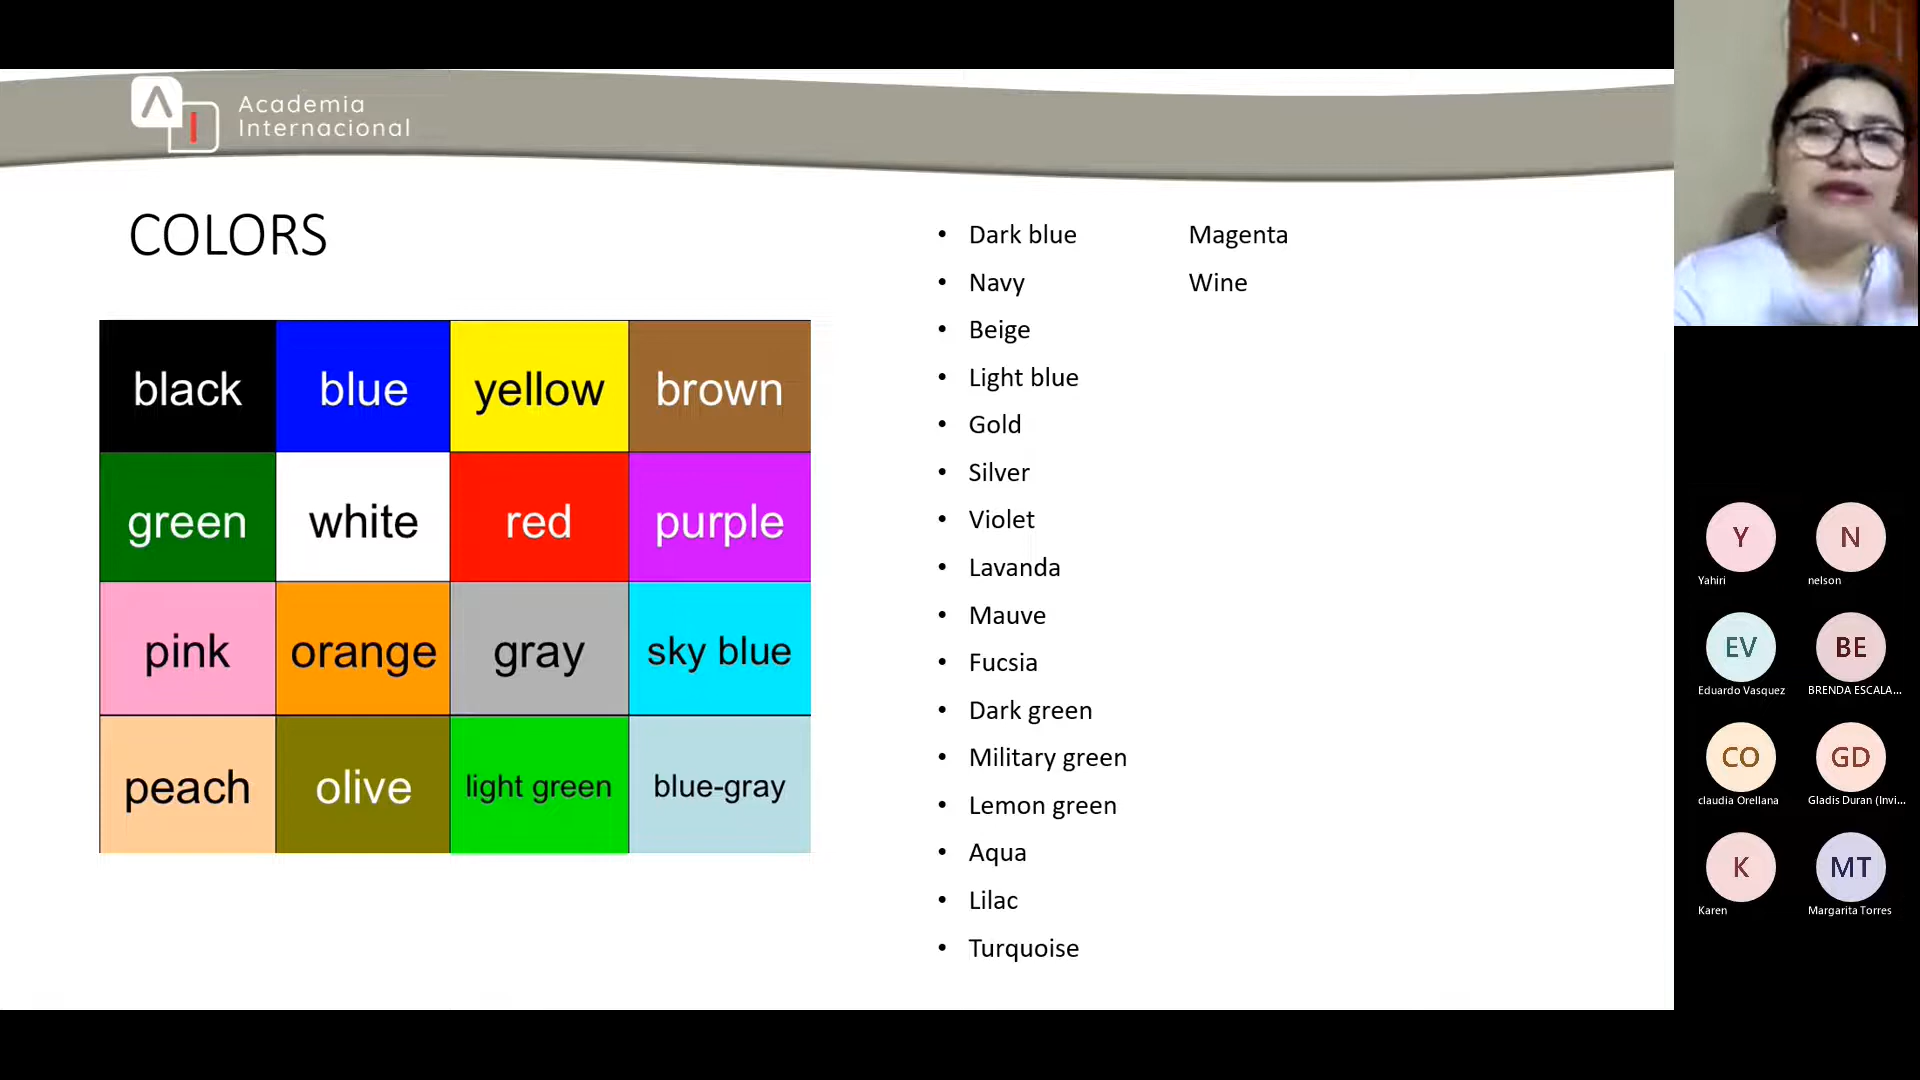 Academia
Internacional
COLORS
black blue yellow brown
green white red purple
pink orange gray sky blue
peach olive light green blue-gray
• Dark blue Magenta
• Navy Wine
• Beige
• Light blue
• Gold
• Silver
• Violet
• Lavanda
• Mauve
• Fucsia
• Dark green
• Military green
• Lemon green
• Aqua
• Lilac
• Turquoise
Y N
Yahiri nelson
EV BE
Eduardo Vasquez BRENDA ESCALA...
CO GD
claudia Orellana Gladis Duran (Invi...
K MT
Karen Margarita Torres